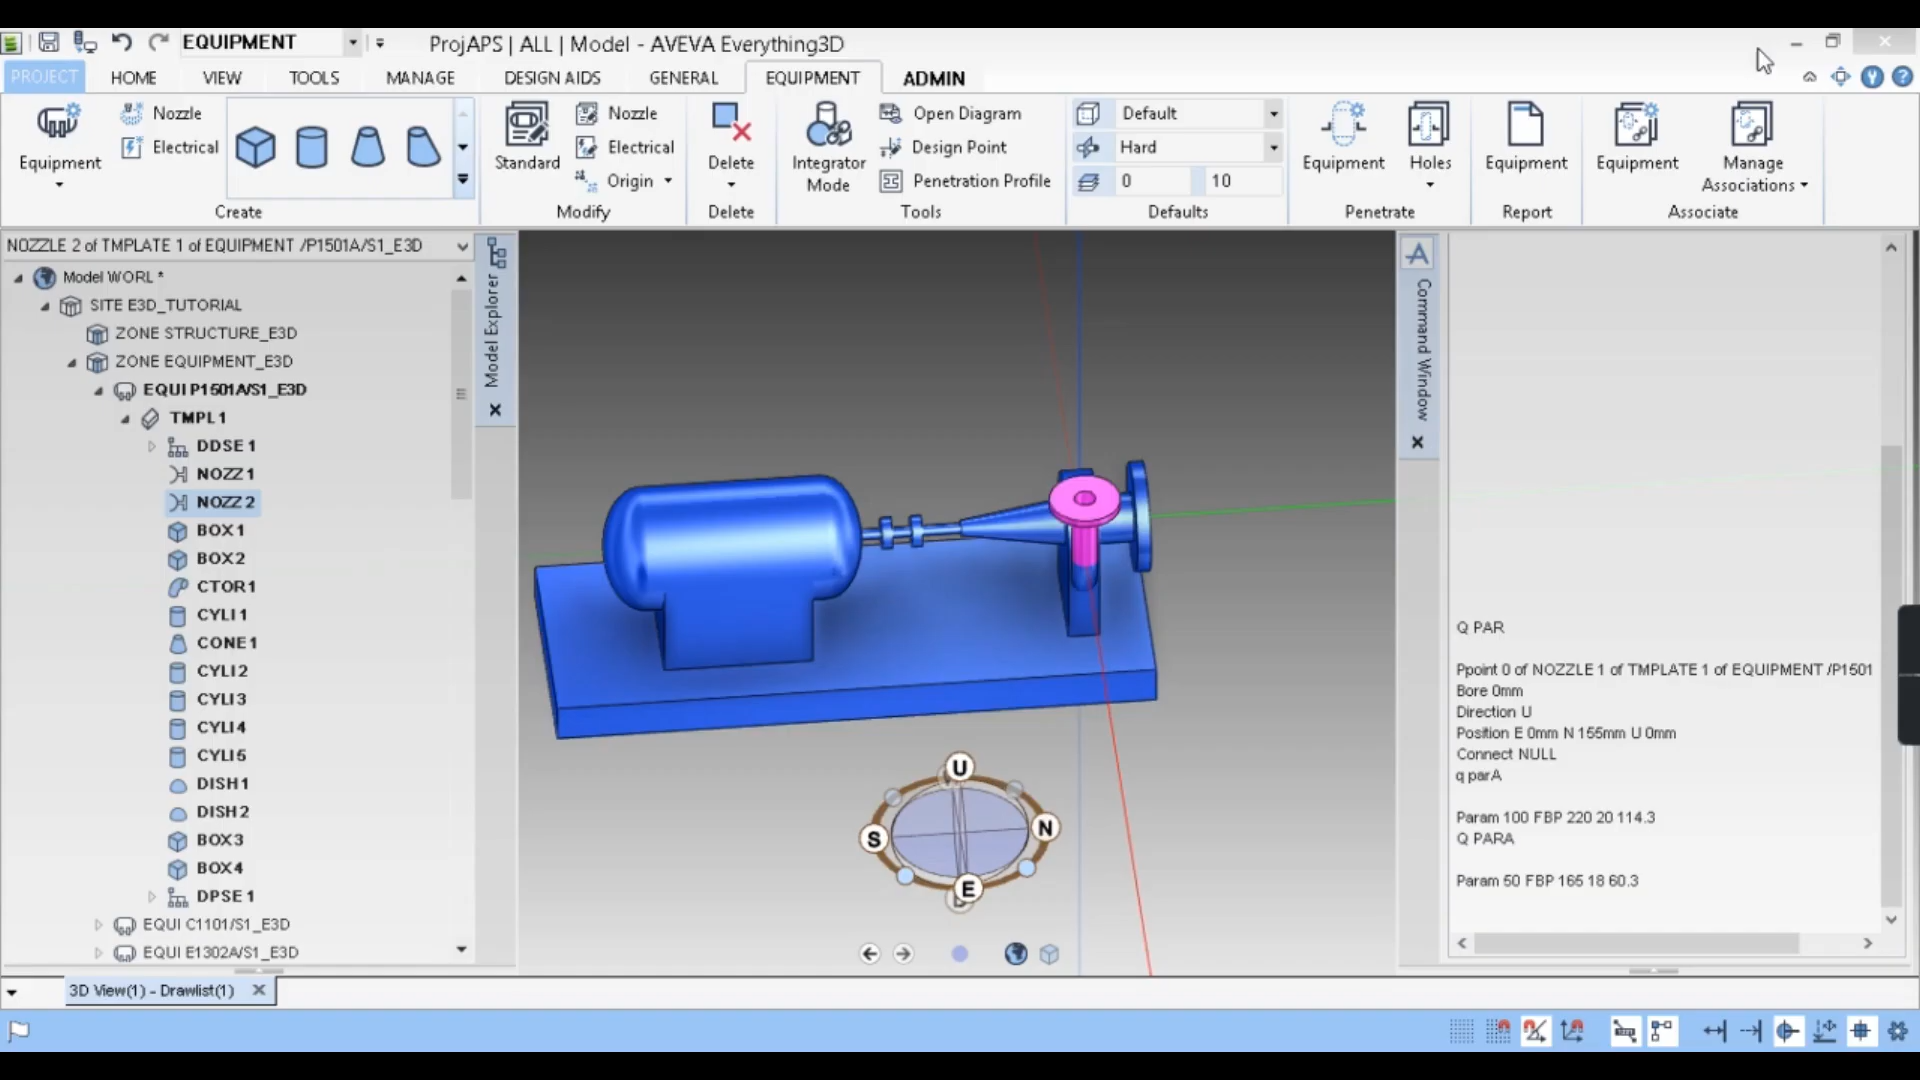 EQUIPMENT
ProjAPS | ALL | Model - AVEVA Everything3D
PROJECT HOME VIEW TOOLS MANAGE DESIGN AIDS GENERAL EQUIPMENT ADMIN
Equipment
Nozzle
Electrical
Create
Standard
Nozzle
Electrical
Origin
Modify
Delete
Delete
Integrator
Mode
Open Diagram
Design Point
Penetration Profile
Tools
Default
Hard
0 10
Defaults
Equipment
Holes
Penetrate
Equipment
Report
Equipment
Manage
Associations
Associate
NOZZLE 2 of TMPLATE 1 of EQUIPMENT /P1501A/S1_E3D
Model WORL *
SITE E3D_TUTORIAL
ZONE STRUCTURE_E3D
ZONE EQUIPMENT_E3D
EQUI P1501A/S1_E3D
TMPL 1
DDSE 1
NOZZ 1
NOZZ 2
BOX 1
BOX 2
CTOR 1
CYLI 1
CONE 1
CYLI 2
CYLI 3
CYLI 4
CYLI 5
DISH 1
DISH 2
BOX 3
BOX 4
DPSE 1
EQUI C1101/S1_E3D
EQUI E1302A/S1_E3D
Model Explorer
U
S
N
E
Command Window
Q PAR
Ppoint 0 of NOZZLE 1 of TMPLATE 1 of EQUIPMENT /P1501
Bore 0mm
Direction U
Position E 0mm N 155mm U 0mm
Connect NULL
q parA
Param 100 FBP 220 20 114.3
Q PARA
Param 50 FBP 165 18 60.3
3D View(1) - Drawlist(1)